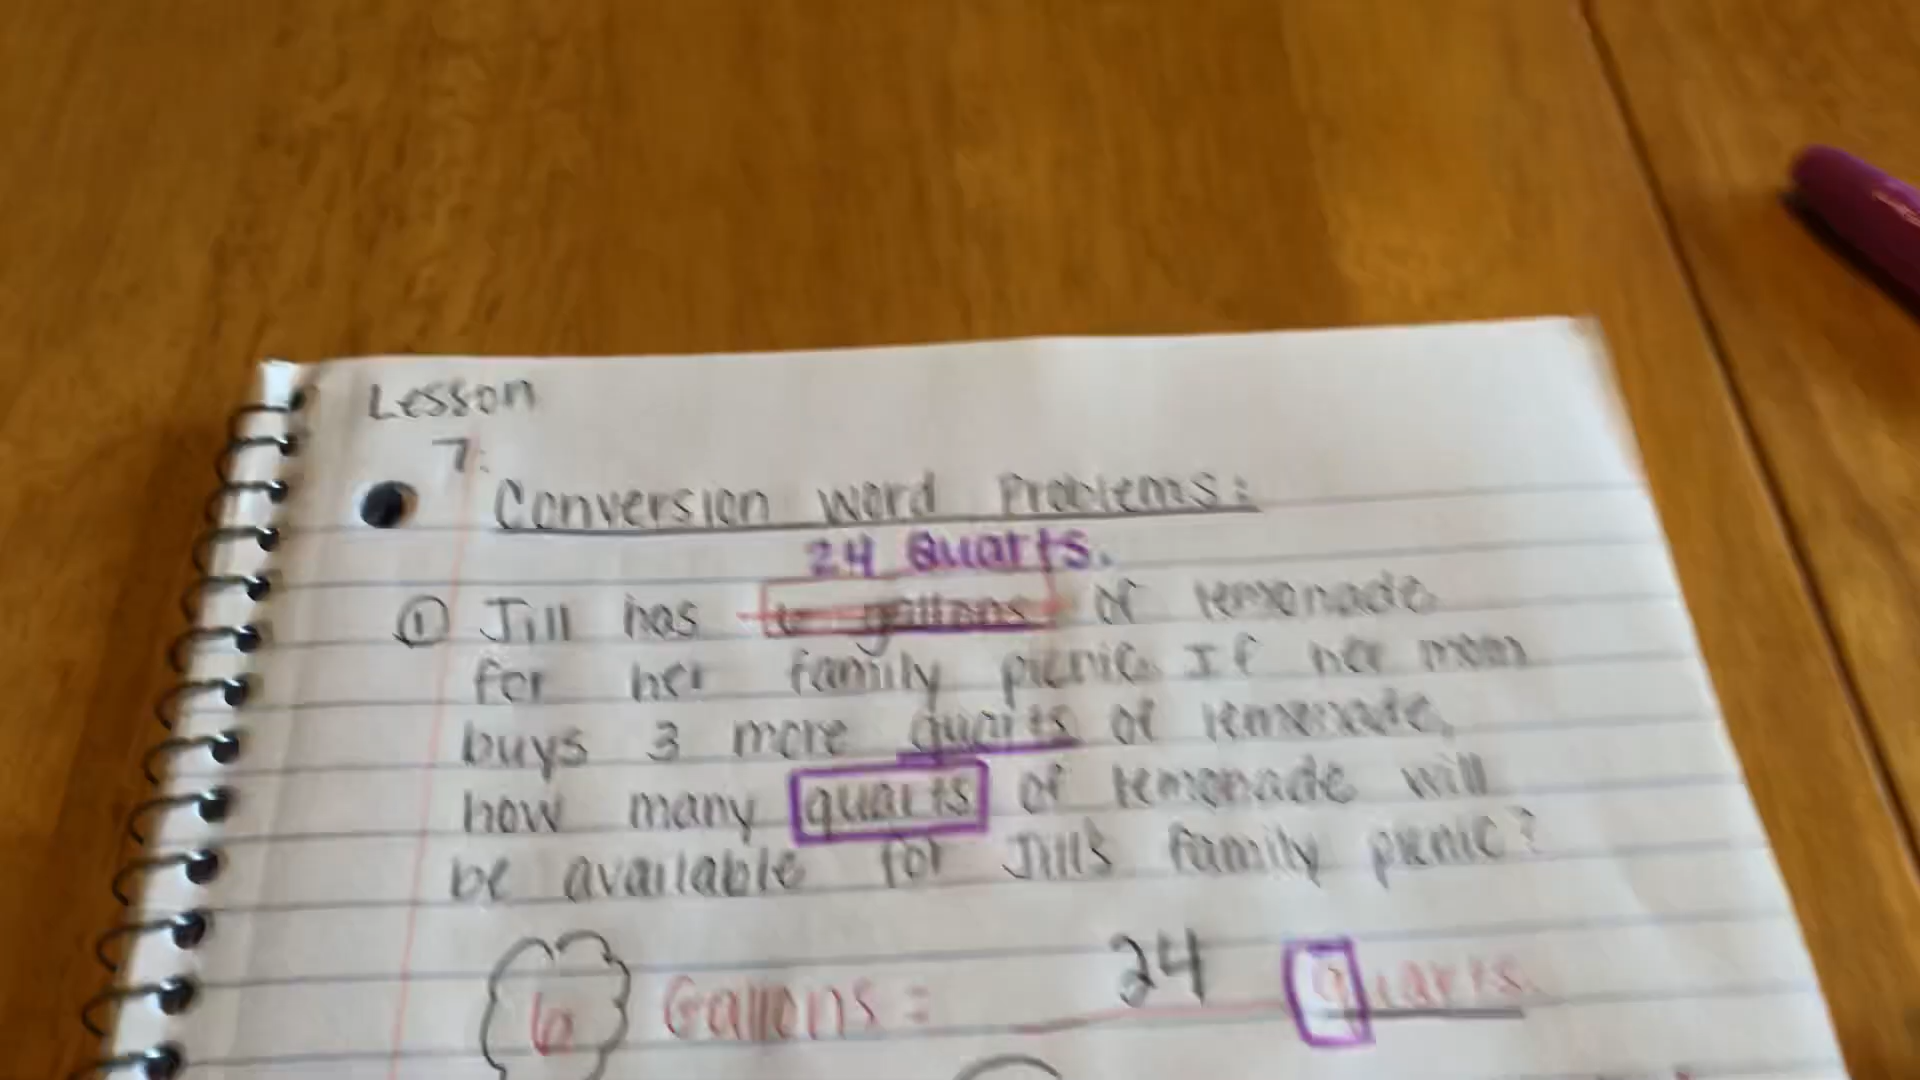 Lesson
7:
Conversion Word Problems:
24 Quarts.
① Jill has 6 gallons of lemonade
for her family picnic. If her mom
buys 3 more quarts of lemonade,
how many quarts of lemonade will
be available for Jill's family picnic?
6 Gallons = 24 quarts.